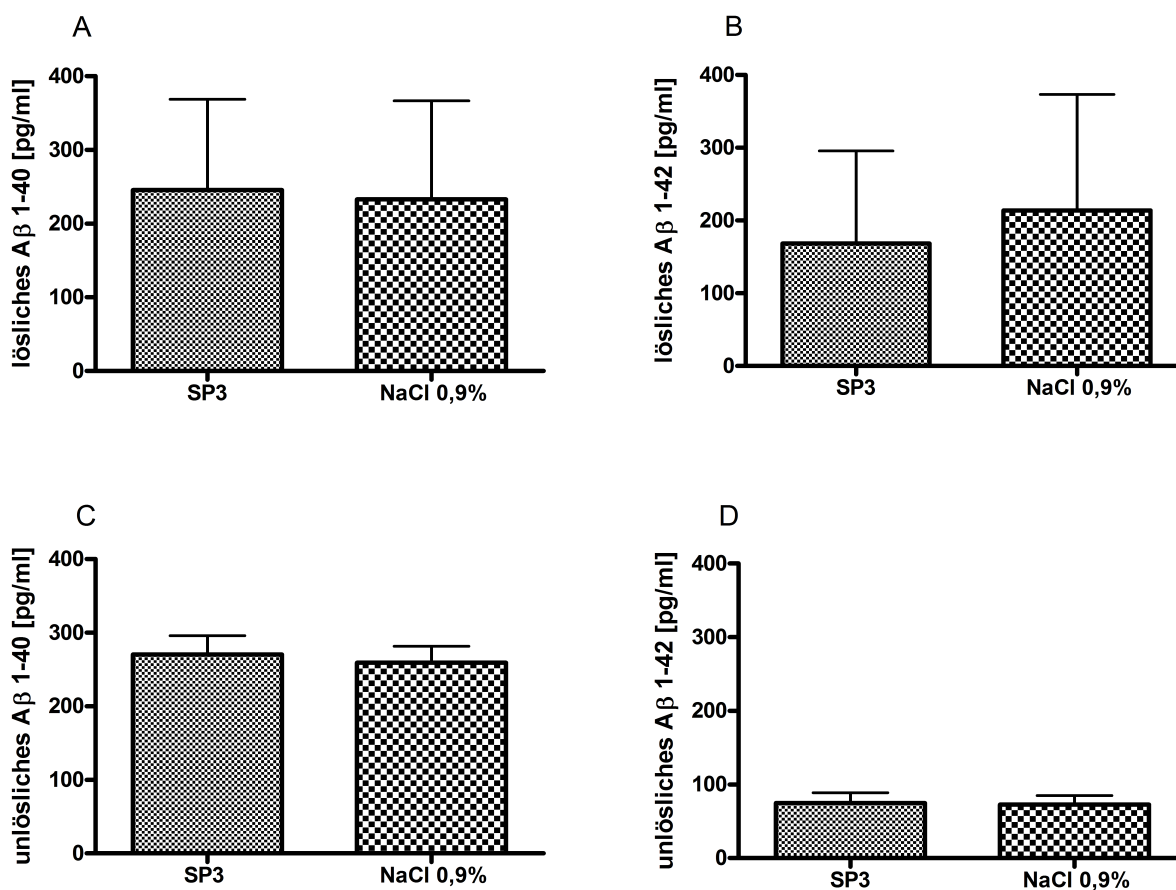 A
lösliches Aβ 1-40 [pg/ml]
400
300
200
100
0
SP3 NaCl 0,9%
B
lösliches Aβ 1-42 [pg/ml]
400
300
200
100
0
SP3 NaCl 0,9%
C
unlösliches Aβ 1-40 [pg/ml]
400
300
200
100
0
SP3 NaCl 0,9%
D
unlösliches Aβ 1-42 [pg/ml]
400
300
200
100
0
SP3 NaCl 0,9%